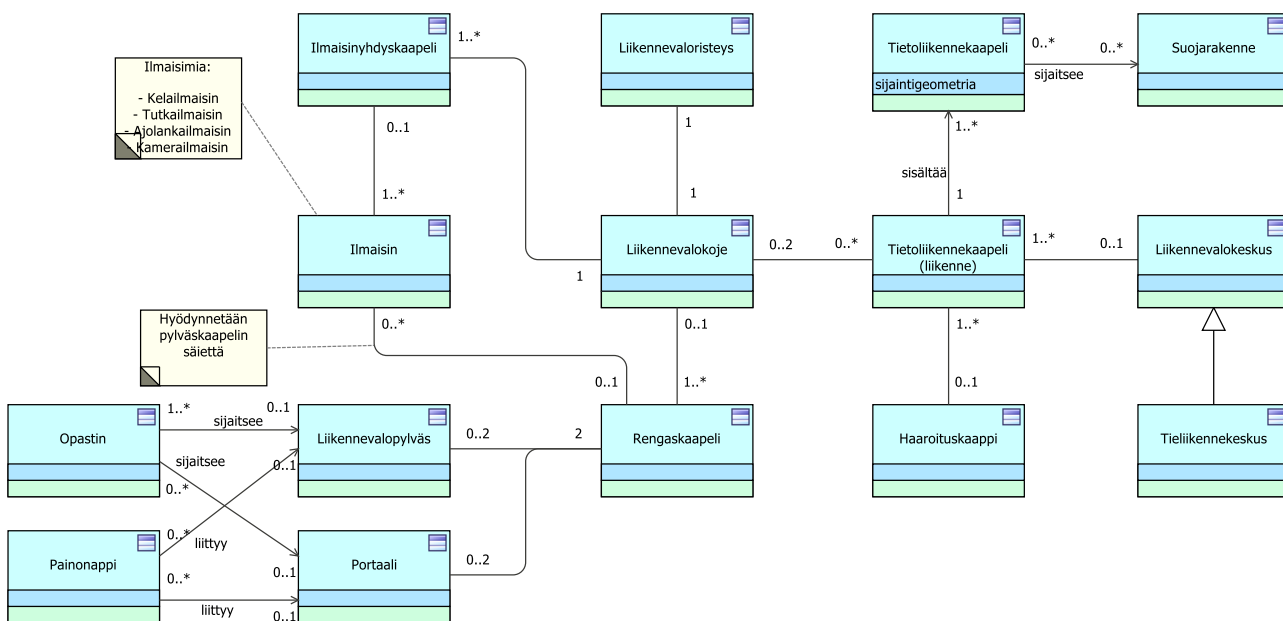 Ilmaisinyhdyskaapeli
1..*
Liikennevaloristeys
Tietoliikennekaapeli
sijaintigeometria
0..*
0..*
sijaitsee
Suojarakenne
Ilmaisimia:
- Kelailmaisin
- Tutkailmaisin
- Ajolankailmaisin
- Kamerailmaisin
0..1
1
1..*
sisältää
1..*
1
1
Ilmaisin
1
Liikennevalokoje
0..2
0..*
Tietoliikennekaapeli
(liikenne)
1..*
0..1
Liikennevalokeskus
Hyödynnetään
pylväskaapelin
säiettä
0..*
0..1
1..*
0..1
1..*
0..1
Opastin
1..*
0..1
sijaitsee
Liikennevalopylväs
0..2
2
Rengaskaapeli
Haaroituskaappi
Tieliikennekeskus
sijaitsee
0..1
0..*
Painonappi
0..*
liittyy
0..*
0..1
Portaali
0..2
liittyy
0..1